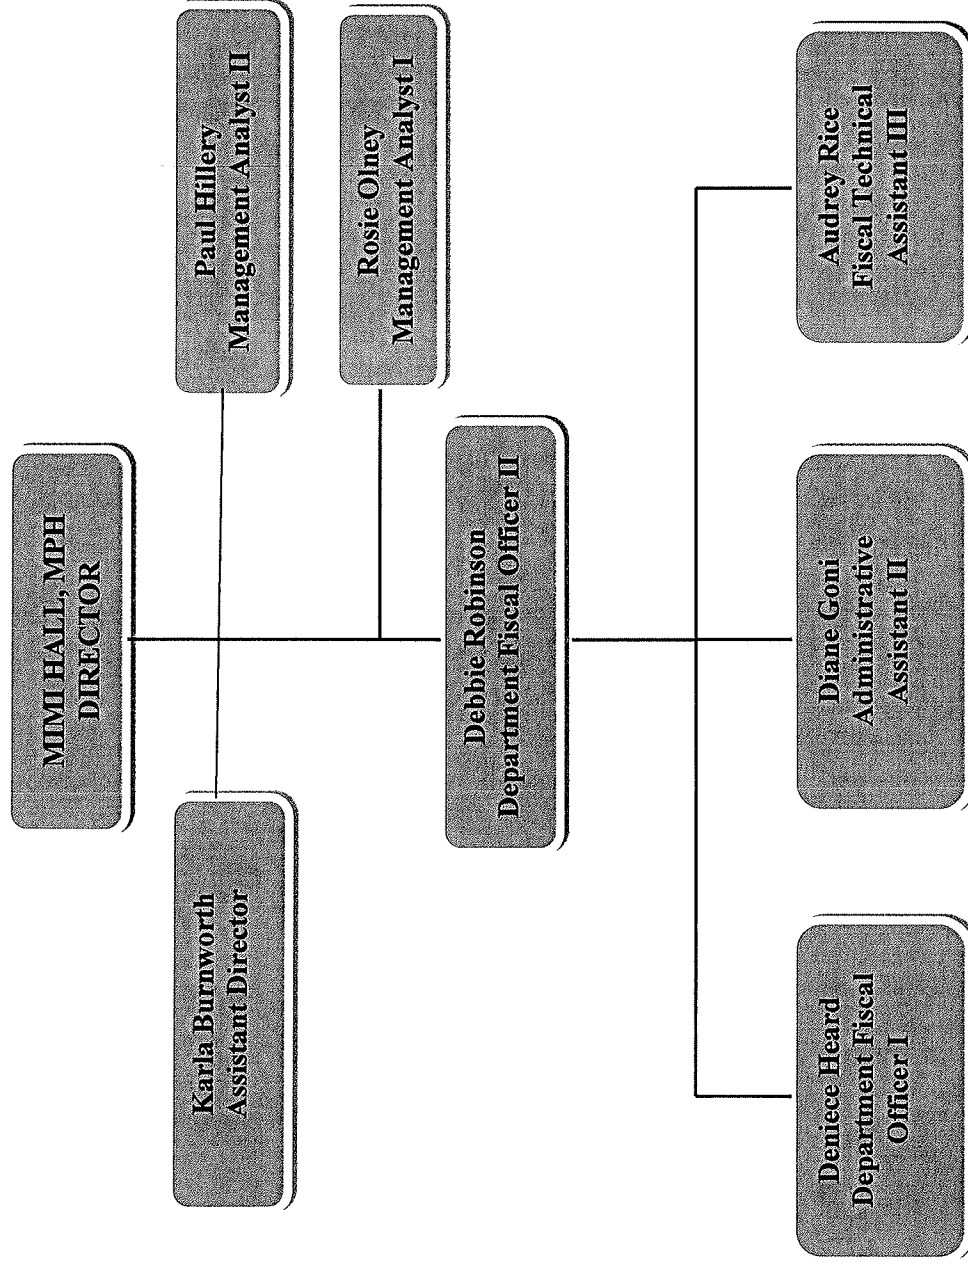 MIMI HALL, MPH
DIRECTOR
Karla Burnworth
Assistant Director
Paul Hillery
Management Analyst II
Rosie Olney
Management Analyst I
Debbie Robinson
Department Fiscal Officer II
Deniece Heard
Department Fiscal
Officer I
Diane Goni
Administrative
Assistant II
Audrey Rice
Fiscal Technical
Assistant III